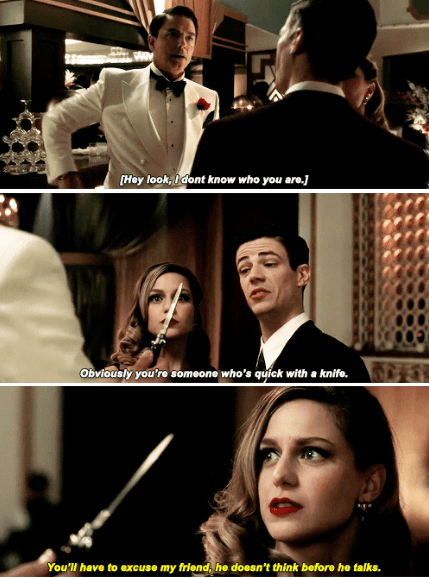 [Hey look, I dont know who you are.]
Obviously you're someone who's quick with a knife.
You'll have to excuse my friend, he doesn't think before he talks.